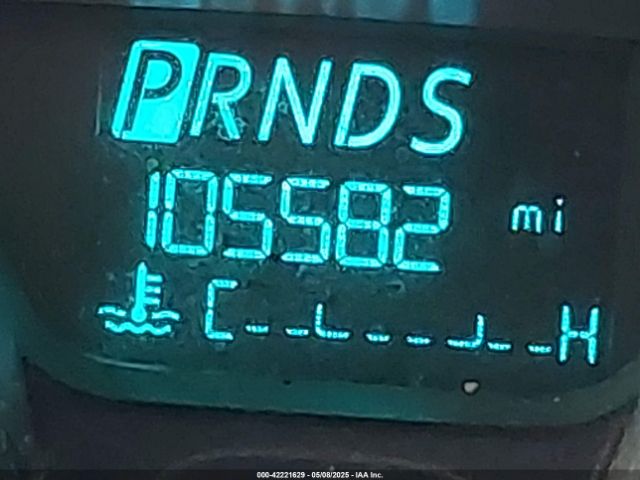 PRNDS
105582 mi
C H
000-42221629 - 05/08/2025 - IAA Inc.